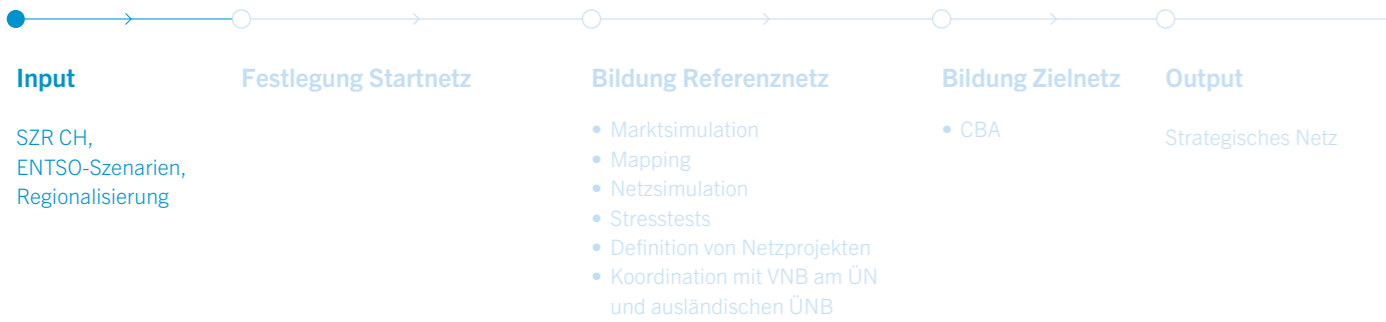 Input
SZR CH,
ENTSO-Szenarien,
Regionalisierung
Festlegung Startnetz
Bildung Referenznetz
• Marktsimulation
• Mapping
• Netzsimulation
• Stresstests
• Definition von Netzprojekten
• Koordination mit VNB am ÜN
und ausländischen ÜNB
Bildung Zielnetz
• CBA
Output
Strategisches Netz